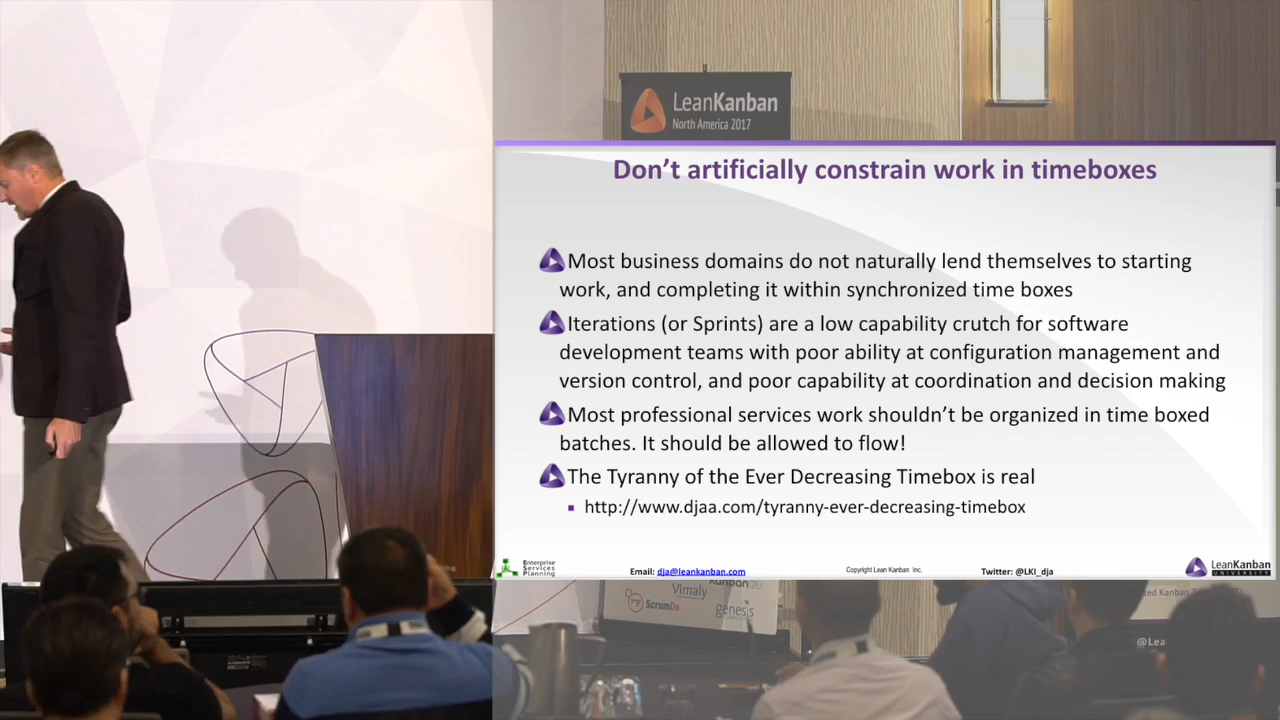 LeanKanban
North America 2017
Don't artificially constrain work in timeboxes
Most business domains do not naturally lend themselves to starting
work, and completing it within synchronized time boxes
Iterations (or Sprints) are a low capability crutch for software
development teams with poor ability at configuration management and
version control, and poor capability at coordination and decision making
Most professional services work shouldn't be organized in time boxed
batches. It should be allowed to flow!
The Tyranny of the Ever Decreasing Timebox is real
http://www.djaa.com/tyranny-ever-decreasing-timebox
Enterprise
Services
Planning
Email: dja@leankanban.com
Copyright Lean Kanban Inc.
Twitter: @LKI_dja
LeanKanban
UNIVERSITY
Vimaly
ScrumDo
genesis
Kanban
@Lea